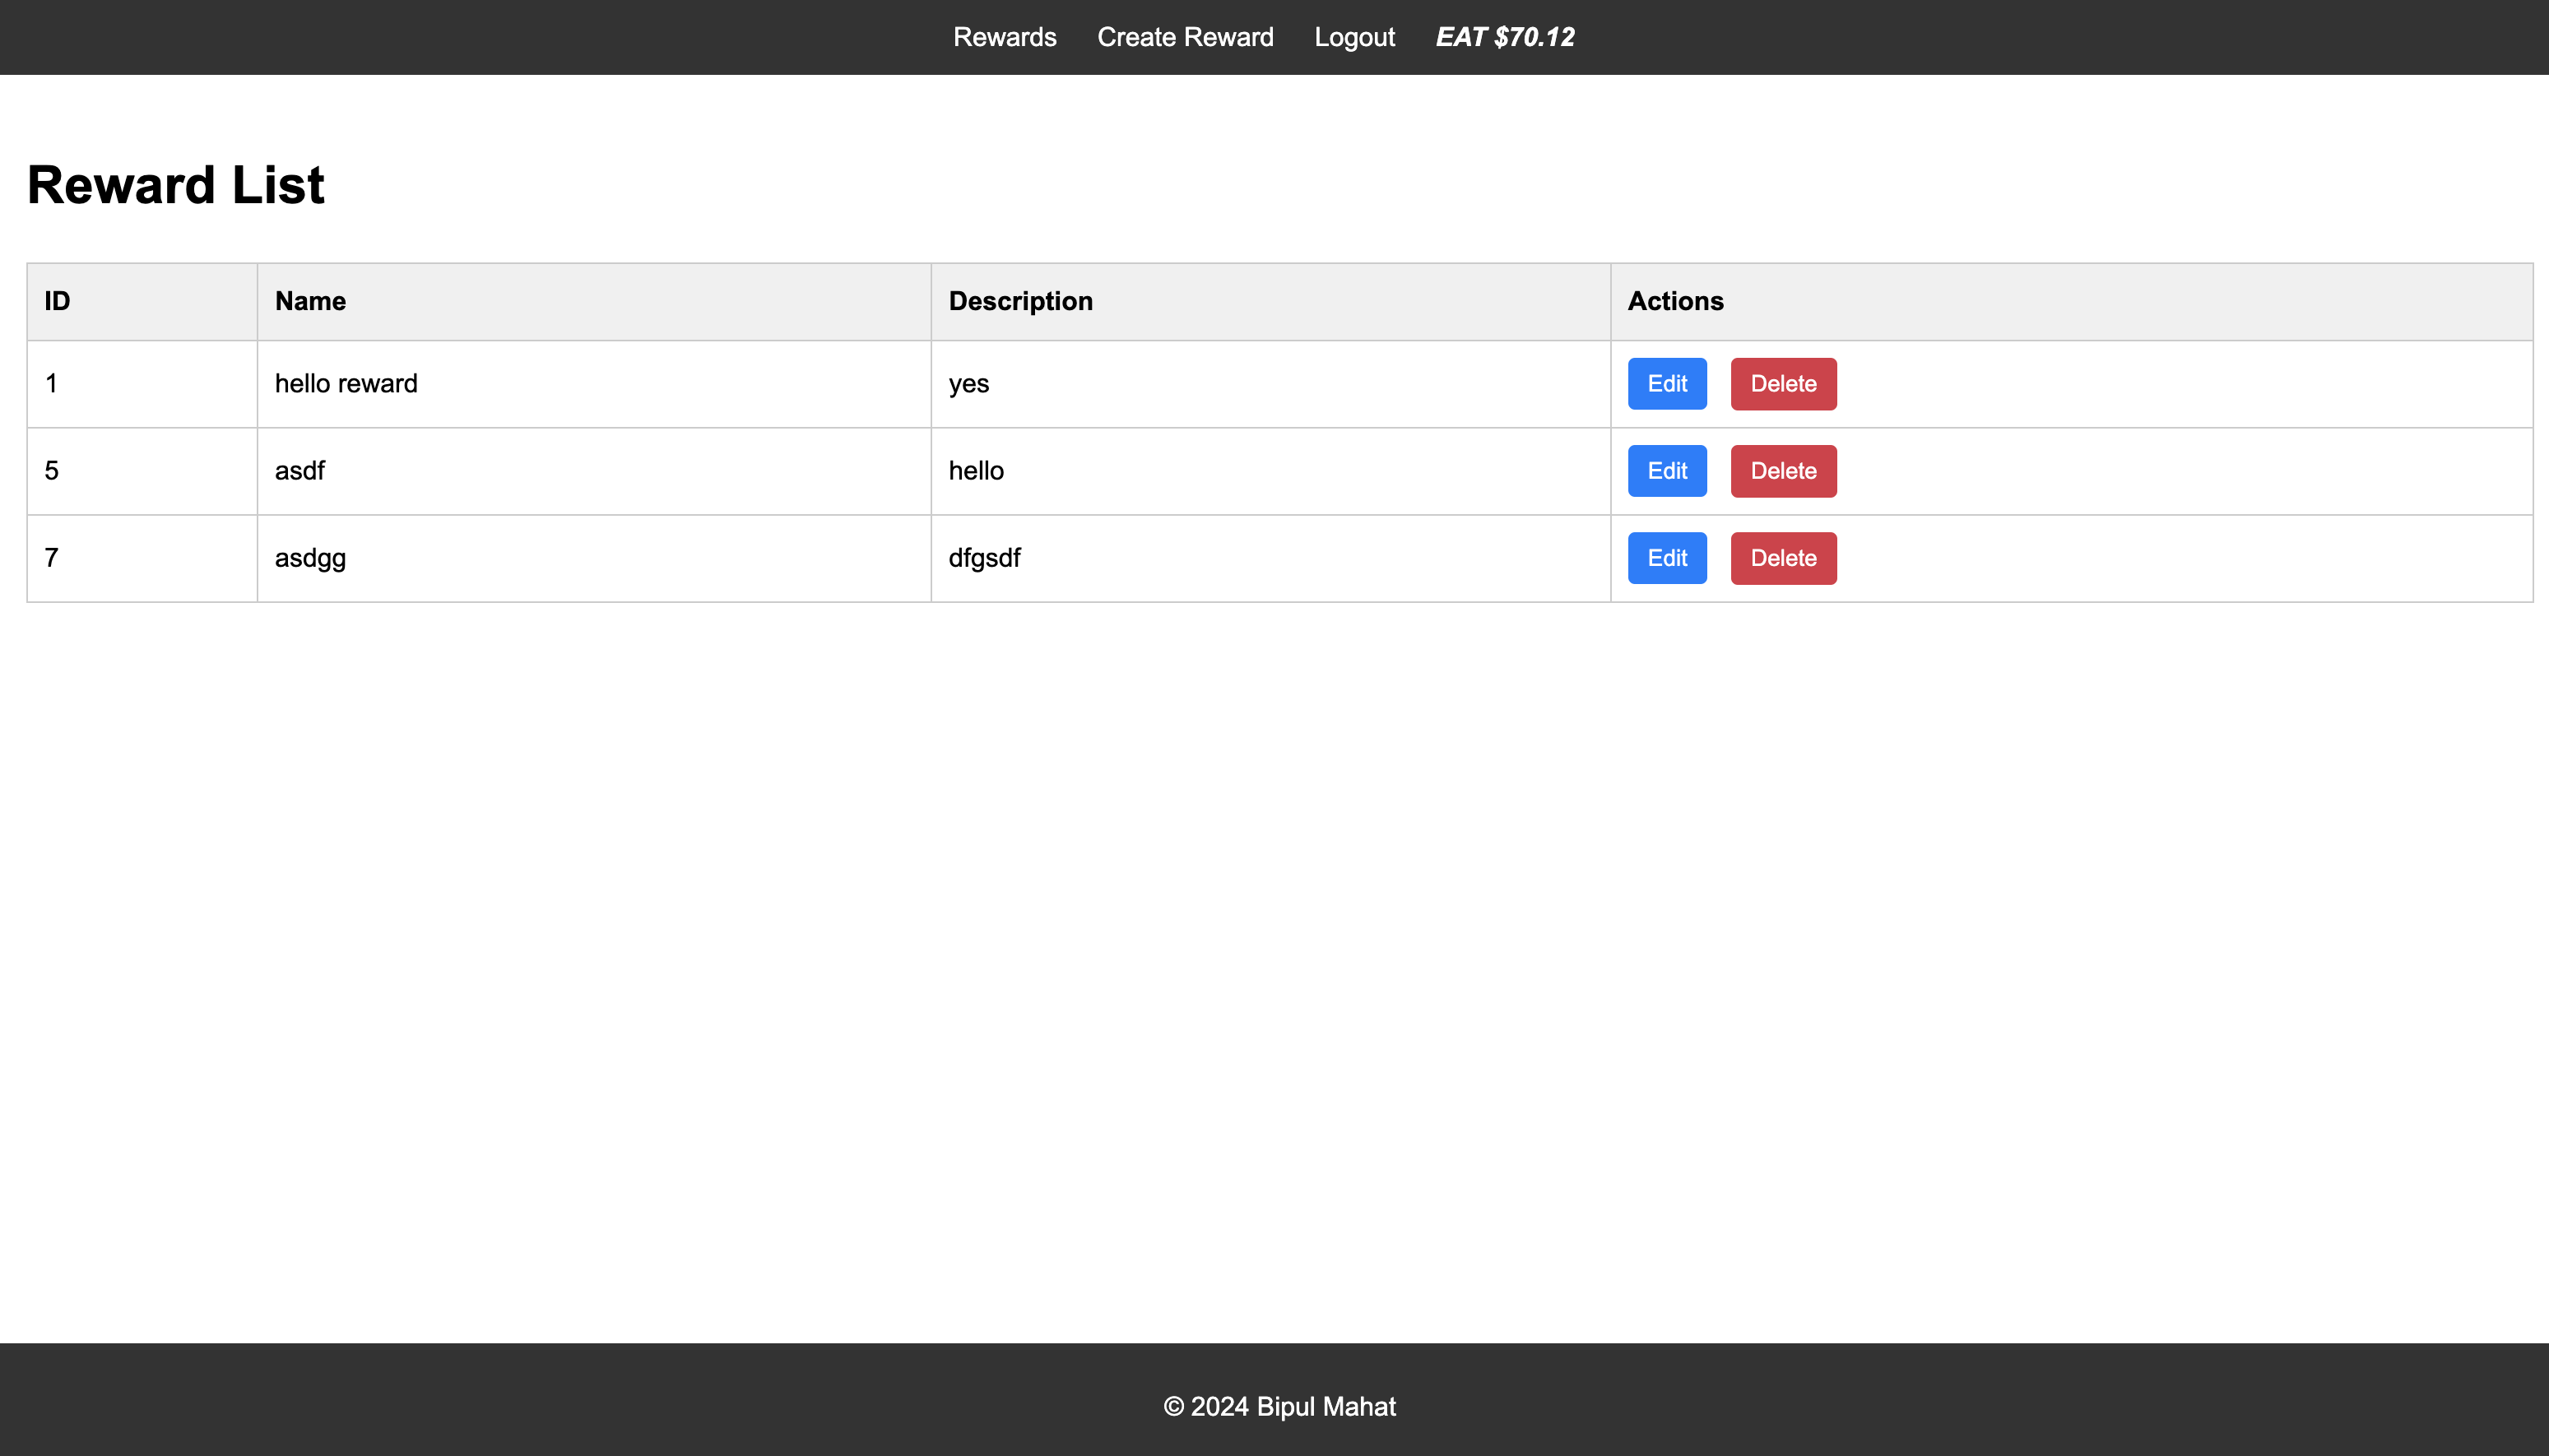 Rewards Create Reward Logout EAT $70.12
Reward List
ID Name Description Actions
1 hello reward yes Edit Delete
5 asdf hello Edit Delete
7 asdgg dfgsdf Edit Delete
© 2024 Bipul Mahat